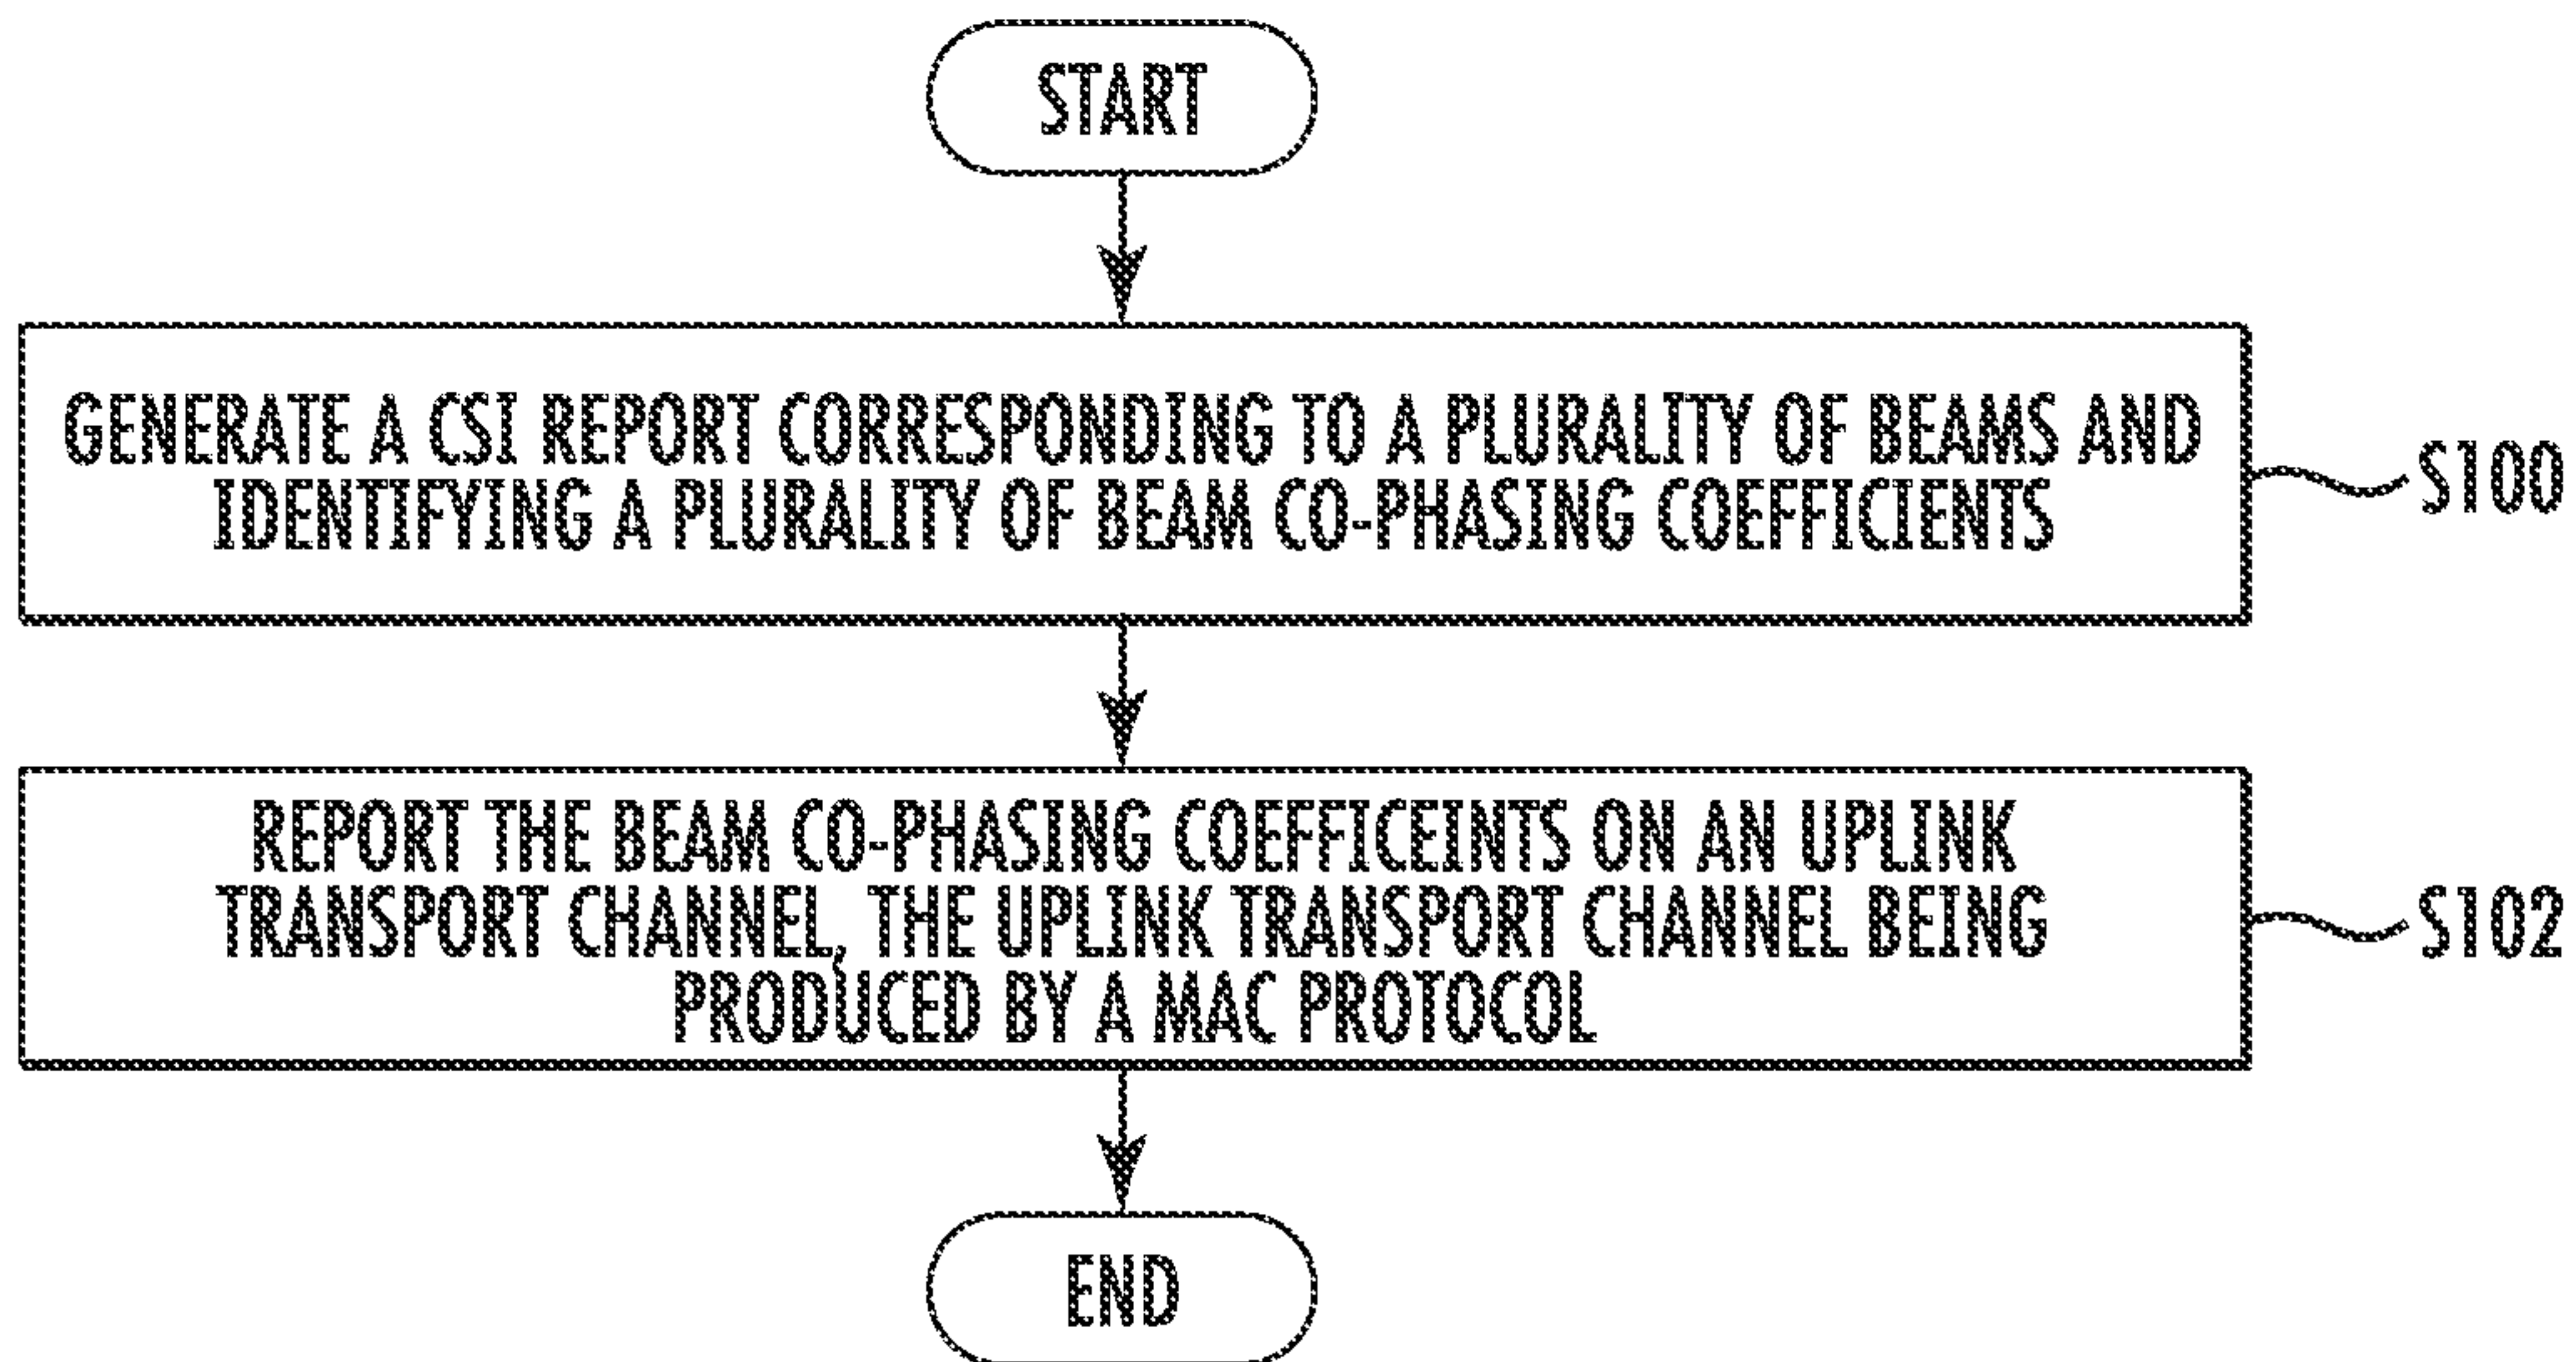 START
GENERATE A CSI REPORT CORRESPONDING TO A PLURALITY OF BEAMS AND
IDENTIFYING A PLURALITY OF BEAM CO-PHASING COEFFICIENTS
S100
REPORT THE BEAM CO-PHASING COEFFICEINTS ON AN UPLINK
TRANSPORT CHANNEL, THE UPLINK TRANSPORT CHANNEL BEING
PRODUCED BY A MAC PROTOCOL
S102
END